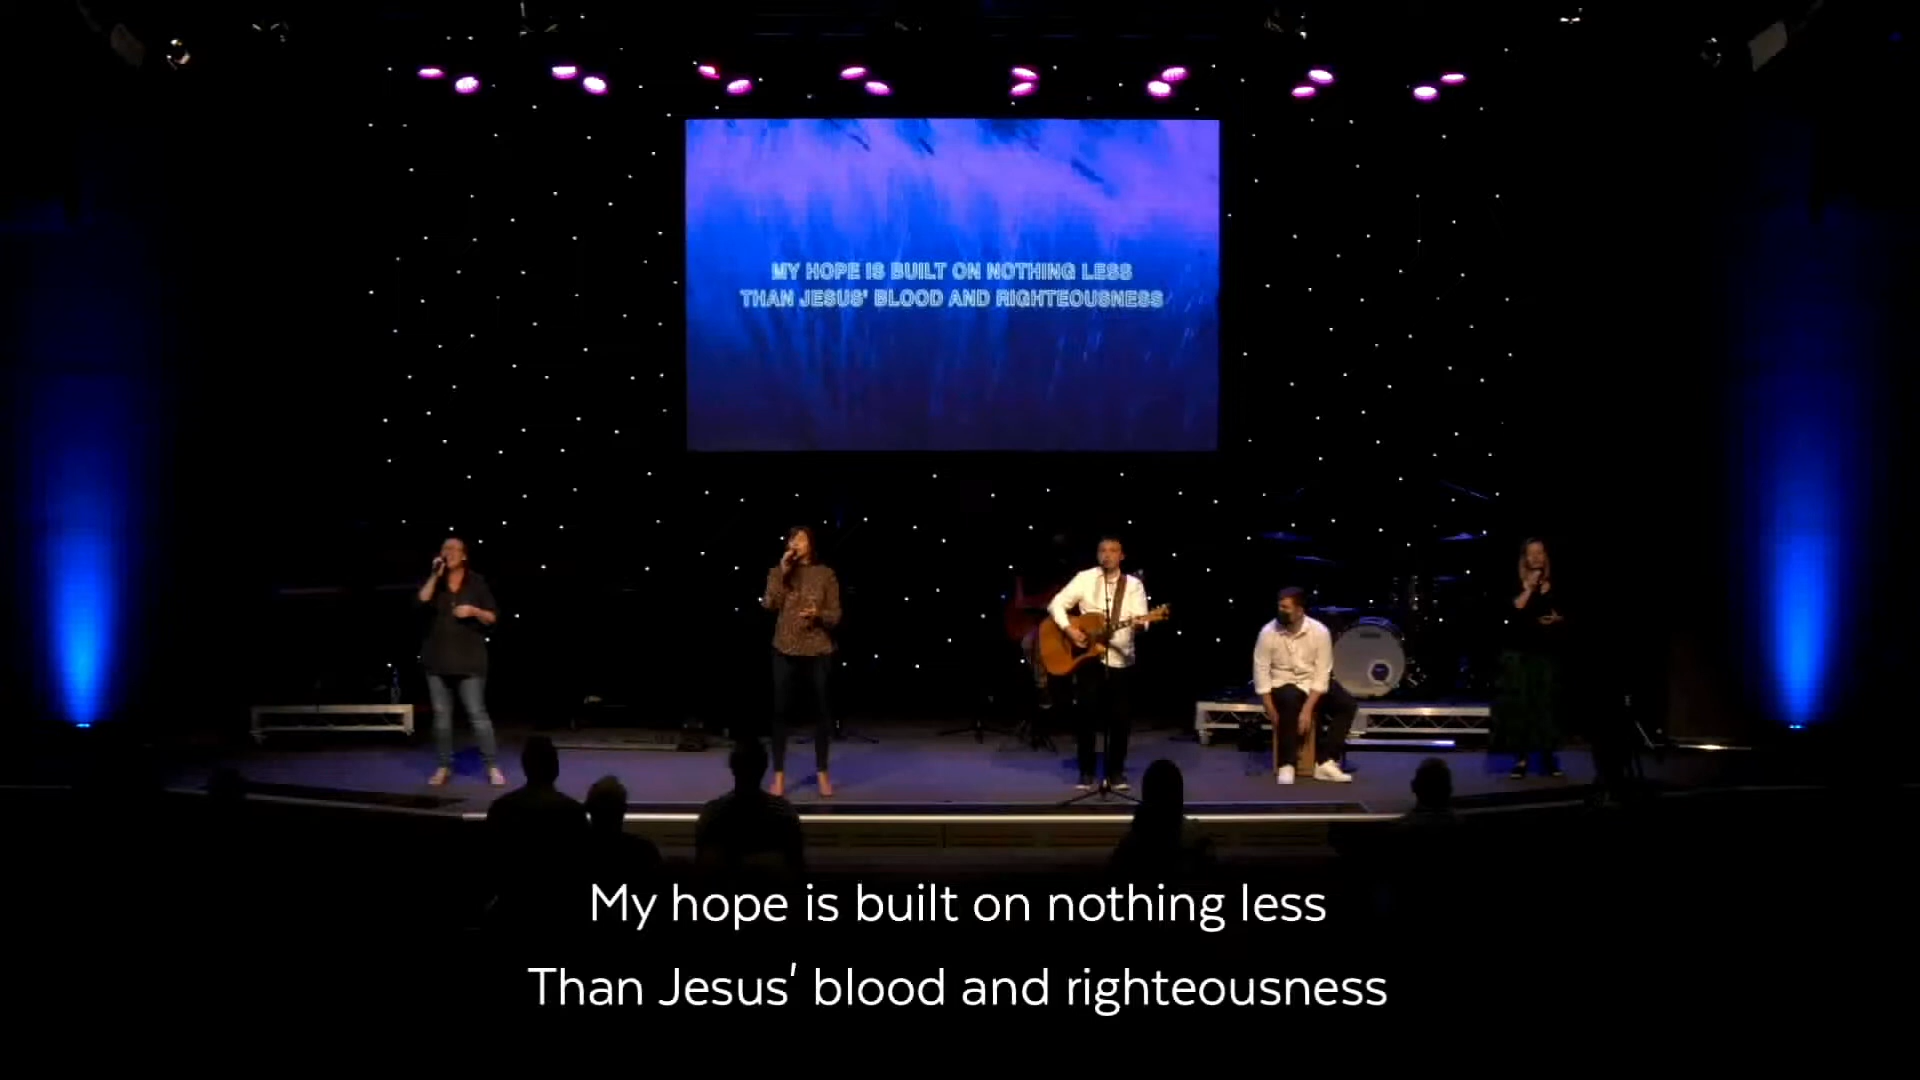 MY HOPE IS BUILT ON NOTHING LESS
THAN JESUS' BLOOD AND RIGHTEOUSNESS
My hope is built on nothing less
Than Jesus' blood and righteousness